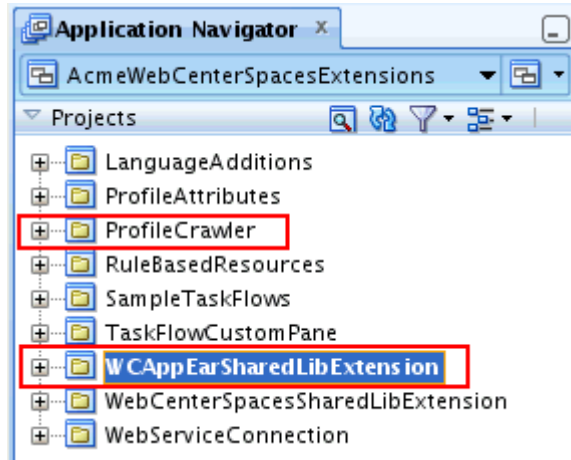 Application Navigator x
AcmeWebCenterSpacesExtensions
Projects
LanguageAdditions
ProfileAttributes
ProfileCrawler
RuleBasedResources
SampleTaskFlows
TaskFlowCustomPane
WCAppEarSharedLibExtension
WebCenterSpacesSharedLibExtension
WebServiceConnection